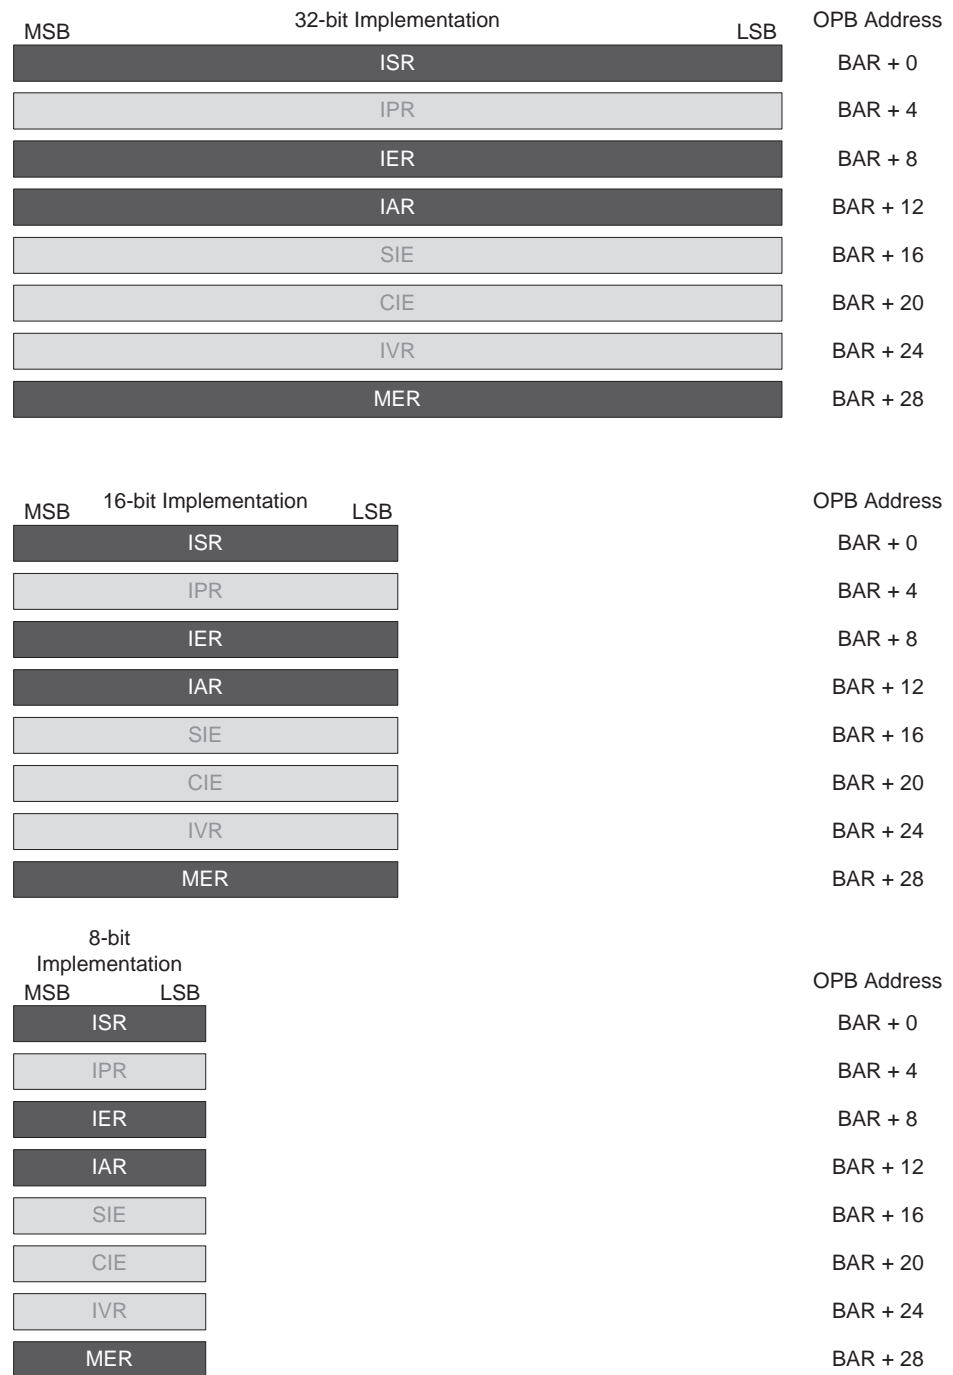 32-bit Implementation OPB Address
MSB LSB
ISR BAR + 0
IPR BAR + 4
IER BAR + 8
IAR BAR + 12
SIE BAR + 16
CIE BAR + 20
IVR BAR + 24
MER BAR + 28
16-bit Implementation OPB Address
MSB LSB
ISR BAR + 0
IPR BAR + 4
IER BAR + 8
IAR BAR + 12
SIE BAR + 16
CIE BAR + 20
IVR BAR + 24
MER BAR + 28
8-bit
Implementation
OPB Address
MSB LSB
ISR BAR + 0
IPR BAR + 4
IER BAR + 8
IAR BAR + 12
SIE BAR + 16
CIE BAR + 20
IVR BAR + 24
MER BAR + 28